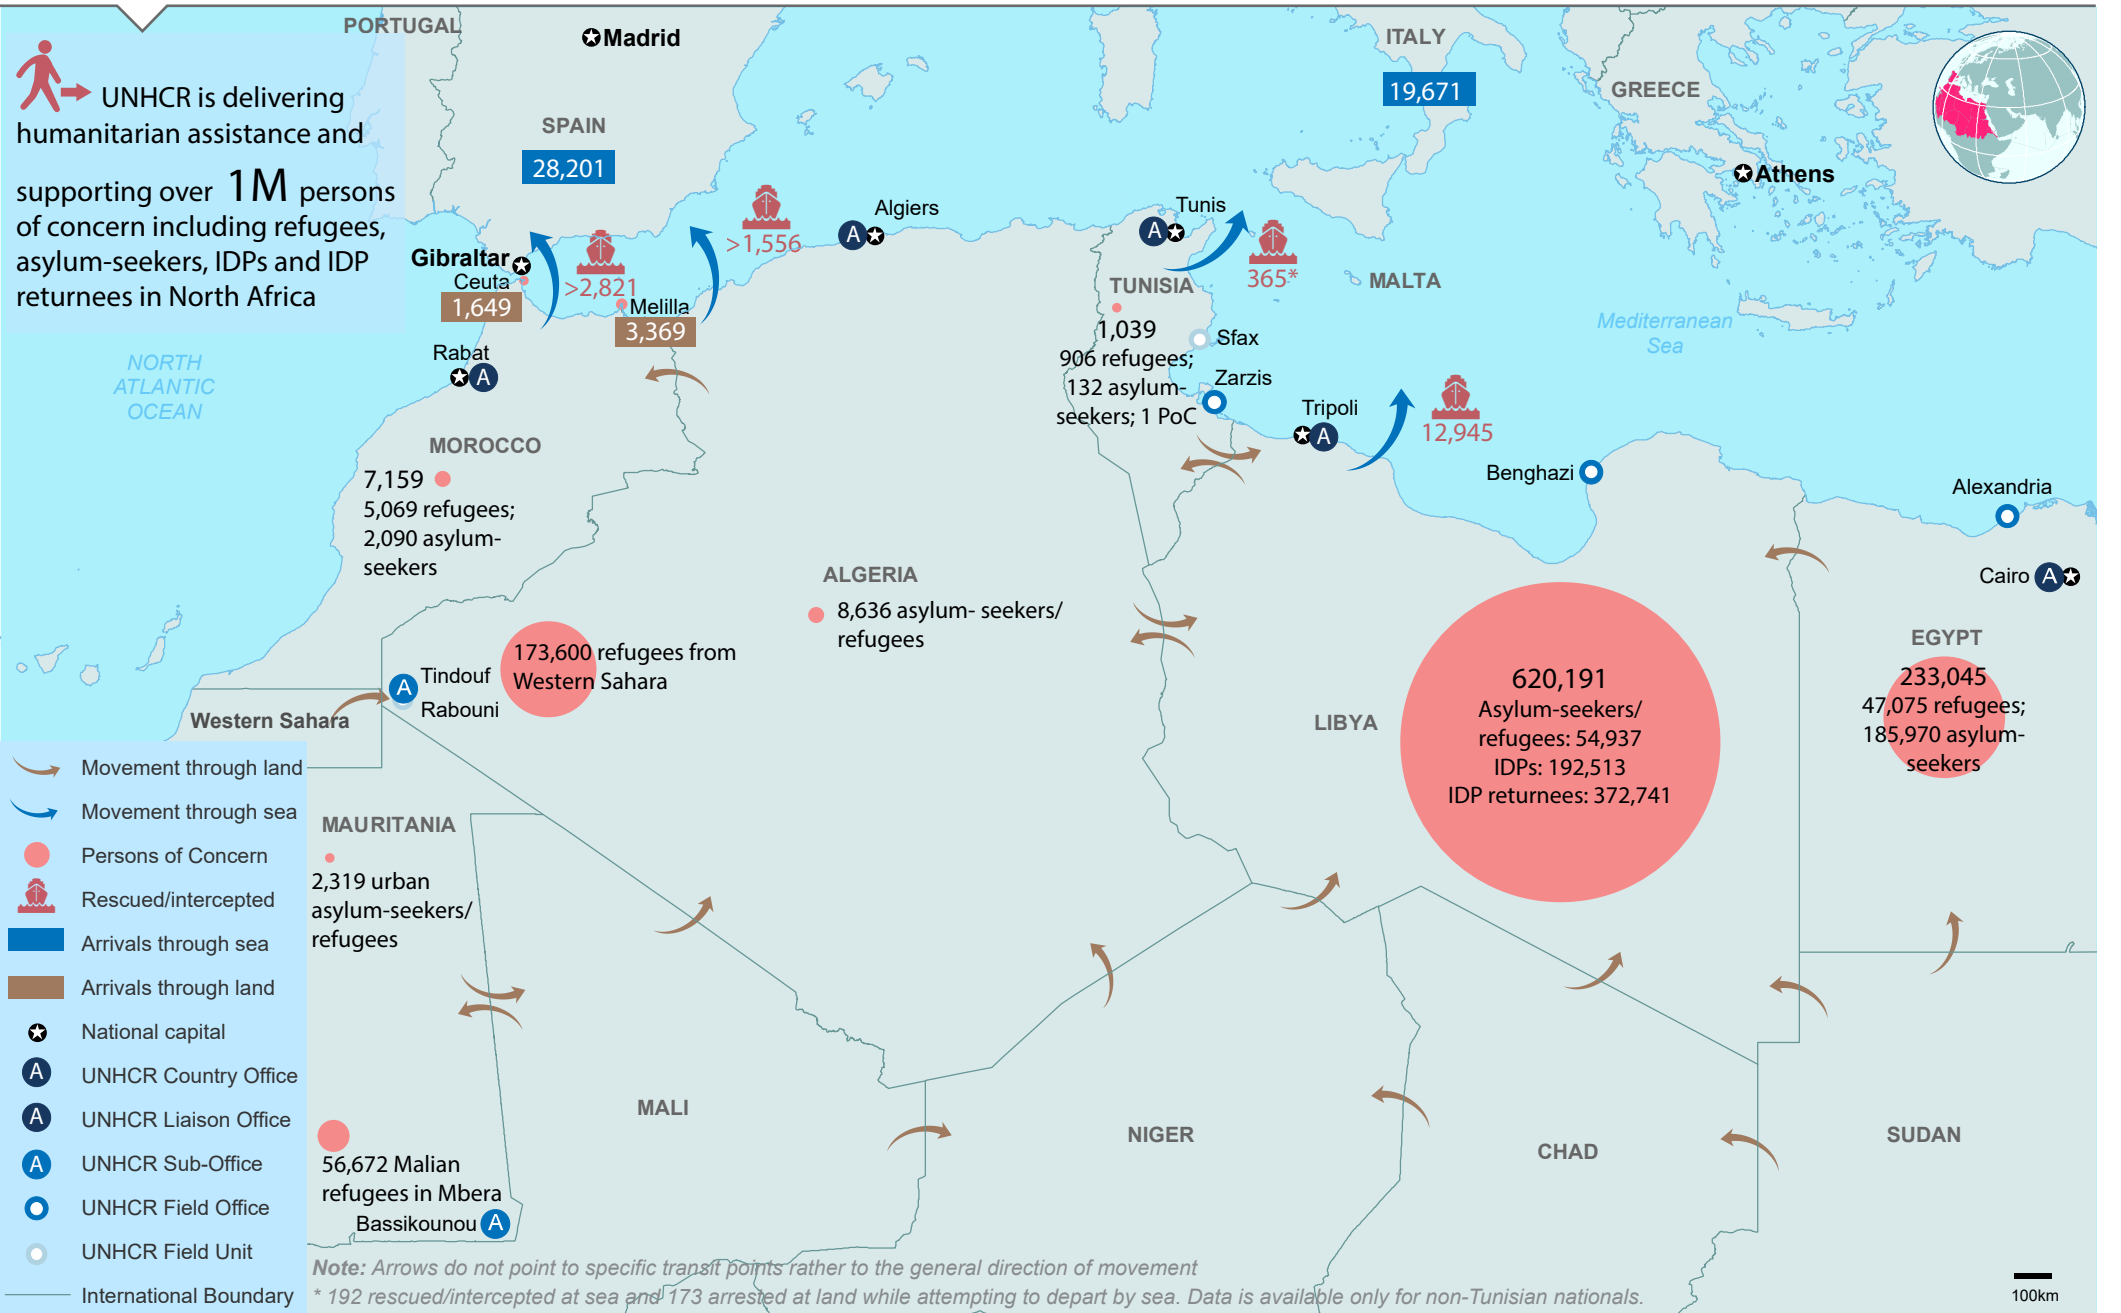 UNHCR is delivering
humanitarian assistance and
supporting over 1M persons
of concern including refugees,
asylum-seekers, IDPs and IDP
returnees in North Africa
PORTUGAL
Madrid
SPAIN
28,201
ITALY
19,671
GREECE
Athens
Gibraltar
Ceuta
1,649
>2,821
Melilla
3,369
>1,556
Algiers
Tunis
365*
MALTA
TUNISIA
1,039
906 refugees;
132 asylum-
seekers; 1 PoC
Sfax
Zarzis
Tripoli
12,945
Mediterranean
Sea
Benghazi
Alexandria
Cairo
NORTH
ATLANTIC
OCEAN
Rabat
MOROCCO
7,159
5,069 refugees;
2,090 asylum-
seekers
ALGERIA
8,636 asylum- seekers/
refugees
173,600 refugees from
Western Sahara
Tindouf
Rabouni
Western Sahara
LIBYA
620,191
Asylum-seekers/
refugees: 54,937
IDPs: 192,513
IDP returnees: 372,741
EGYPT
233,045
47,075 refugees;
185,970 asylum-
seekers
MAURITANIA
2,319 urban
asylum-seekers/
refugees
56,672 Malian
refugees in Mbera
Bassikounou
MALI
NIGER
CHAD
SUDAN
Movement through land
Movement through sea
Persons of Concern
Rescued/intercepted
Arrivals through sea
Arrivals through land
National capital
A UNHCR Country Office
A UNHCR Liaison Office
A UNHCR Sub-Office
UNHCR Field Office
UNHCR Field Unit
International Boundary
Note: Arrows do not point to specific transit points rather to the general direction of movement
* 192 rescued/intercepted at sea and 173 arrested at land while attempting to depart by sea. Data is available only for non-Tunisian nationals.
100km